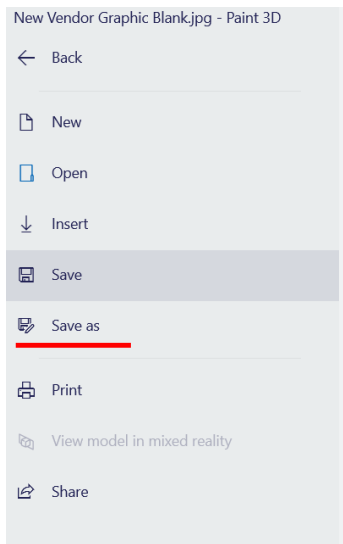 New Vendor Graphic Blank.jpg - Paint 3D
Back
New
Open
Insert
Save
Save as
Print
View model in mixed reality
Share